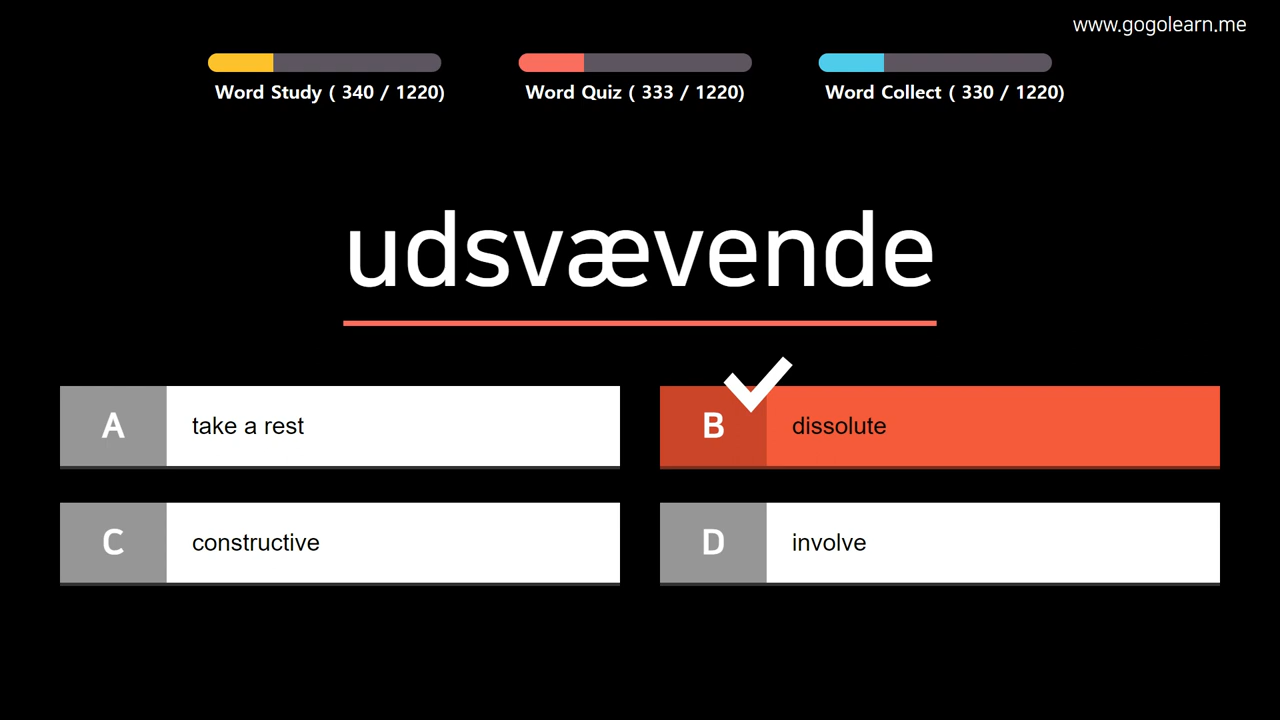 www.gogolearn.me
Word Study ( 340 / 1220)
Word Quiz ( 333 / 1220)
Word Collect ( 330 / 1220)
udsvævende
A take a rest
B dissolute
C constructive
D involve